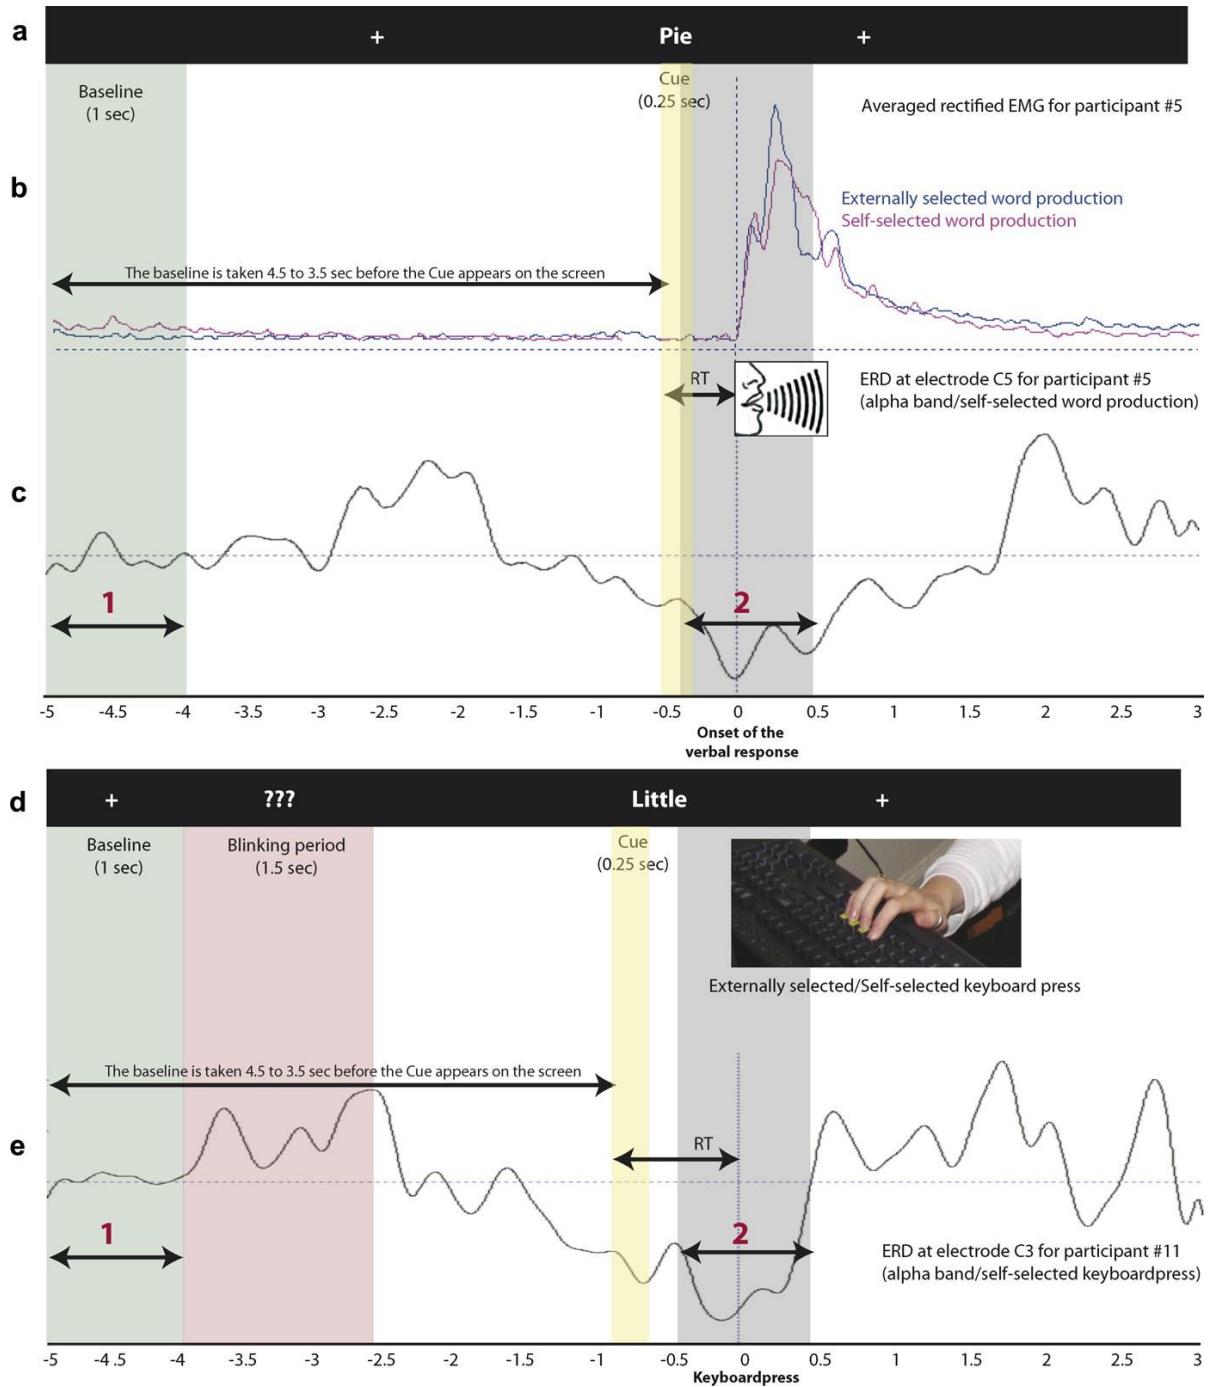 a
+ Pie +
Baseline
(1 sec)
Cue
(0.25 sec)
Averaged rectified EMG for participant #5
b
Externally selected word production
Self-selected word production
The baseline is taken 4.5 to 3.5 sec before the Cue appears on the screen
RT
ERD at electrode C5 for participant #5
(alpha band/self-selected word production)
c
1
2
-5 -4.5 -4 -3.5 -3 -2.5 -2 -1.5 -1 -0.5 0 0.5 1 1.5 2 2.5 3
Onset of the
verbal response
d
+ ??? Little +
Baseline
(1 sec)
Blinking period
(1.5 sec)
Cue
(0.25 sec)
Externally selected/Self-selected keyboard press
The baseline is taken 4.5 to 3.5 sec before the Cue appears on the screen
e
RT
1
2
ERD at electrode C3 for participant #11
(alpha band/self-selected keyboardpress)
-5 -4.5 -4 -3.5 -3 -2.5 -2 -1.5 -1 -0.5 0 0.5 1 1.5 2 2.5 3
Keyboardpress